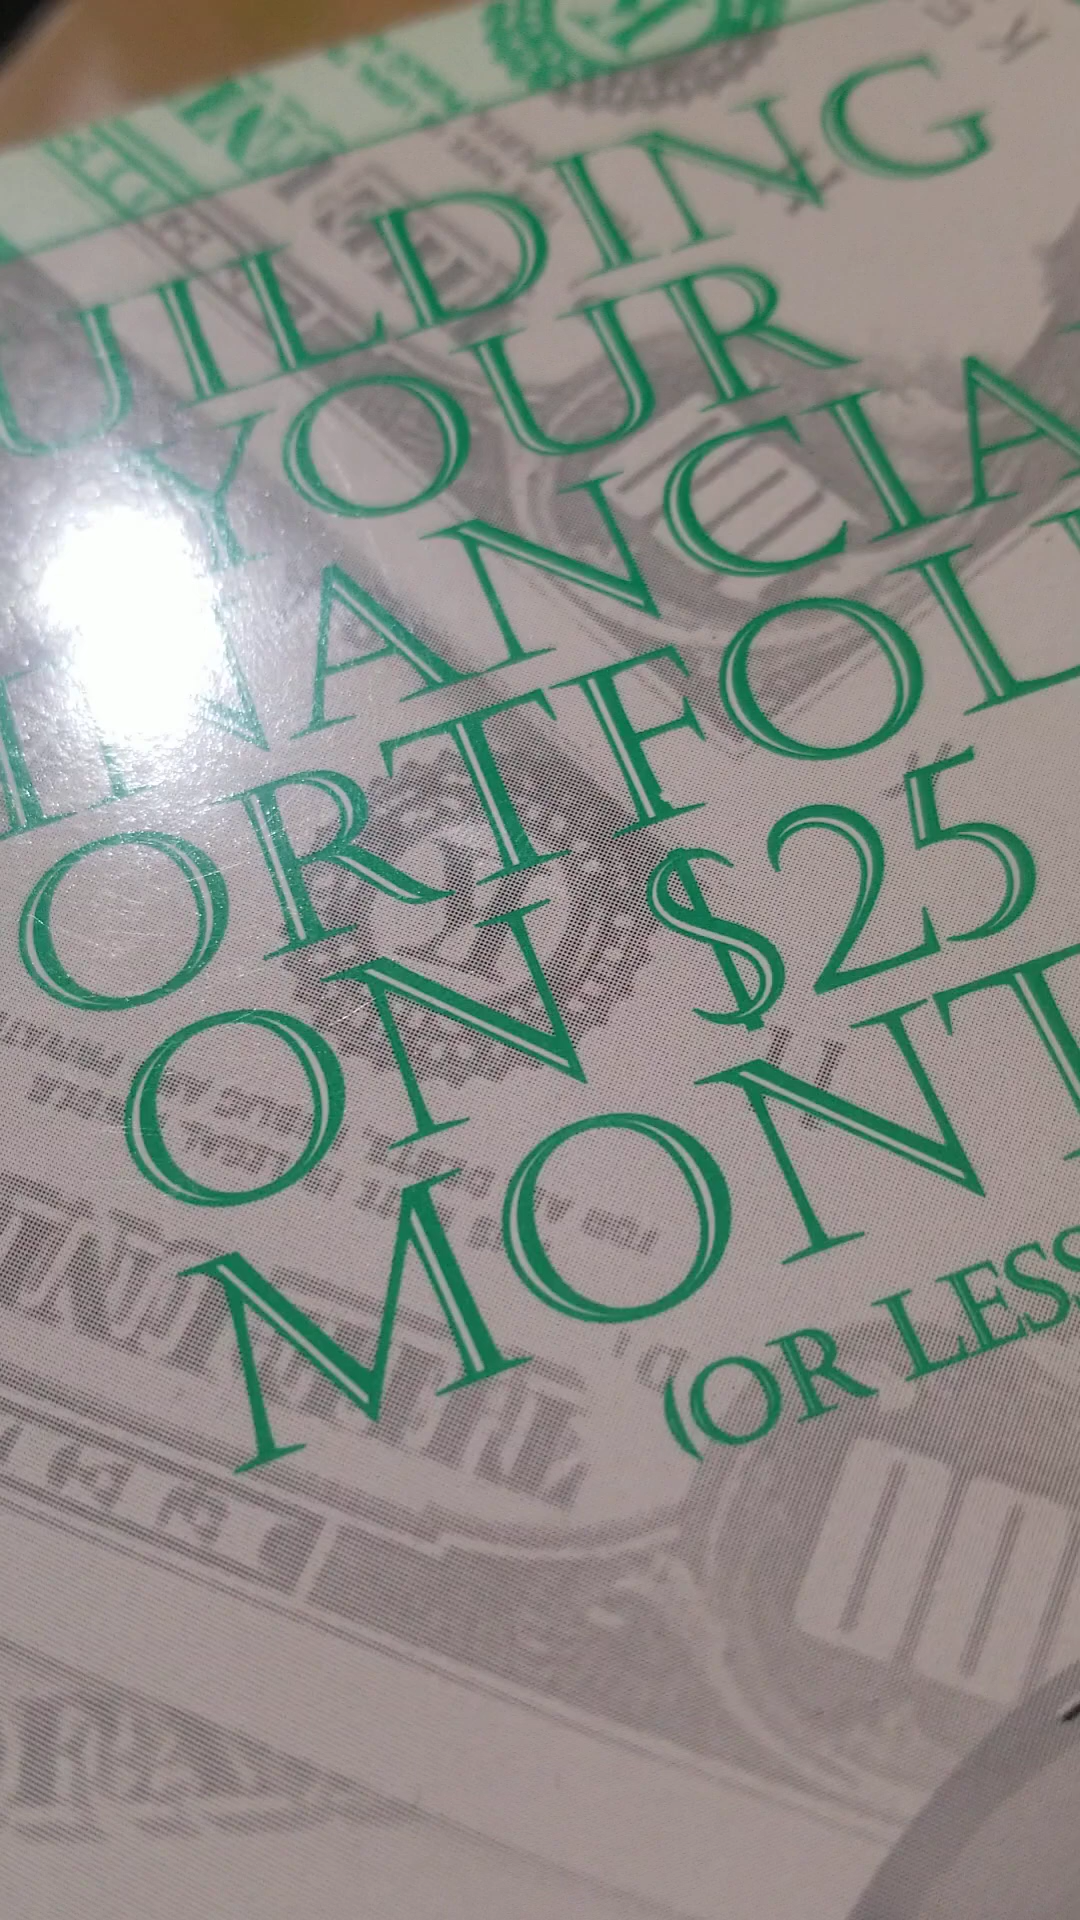 UILDING
YOUR
INANCIA
ORTFOLI
ON $25
MONT
(OR LESS